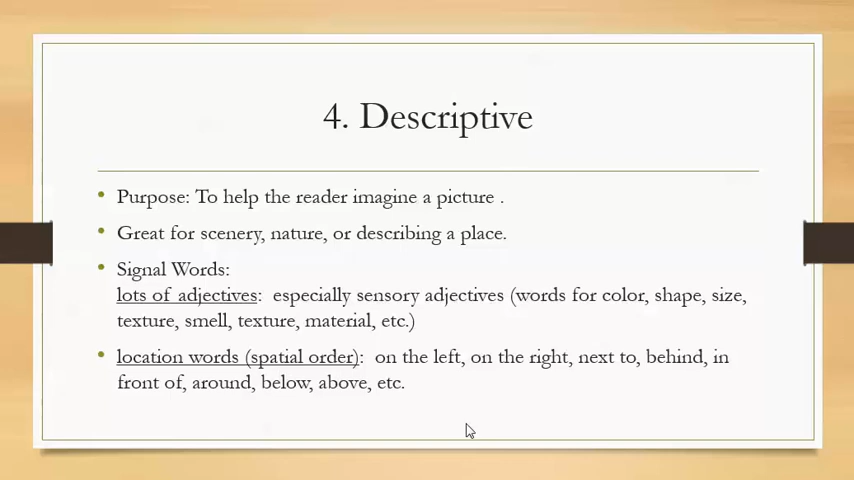 4. Descriptive
• Purpose: To help the reader imagine a picture .
• Great for scenery, nature, or describing a place.
• Signal Words:
lots of adjectives:  especially sensory adjectives (words for color, shape, size,
texture, smell, texture, material, etc.)
• location words (spatial order):  on the left, on the right, next to, behind, in
front of, around, below, above, etc.